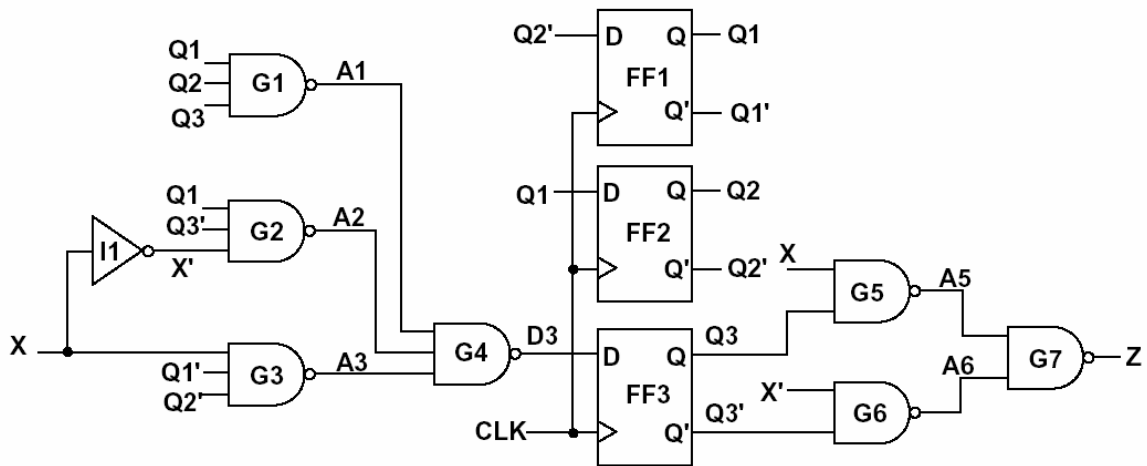 Q1
Q2
Q3
G1
A1
Q1
Q3'
G2
A2
I1
X'
X
Q1'
Q2'
G3
A3
G4
D3
CLK
Q2'
D
Q
Q1
FF1
Q'
Q1'
Q1
D
Q
Q2
FF2
Q'
Q2'
D
Q
Q3
FF3
Q'
Q3'
X
G5
A5
X'
G6
A6
G7
Z